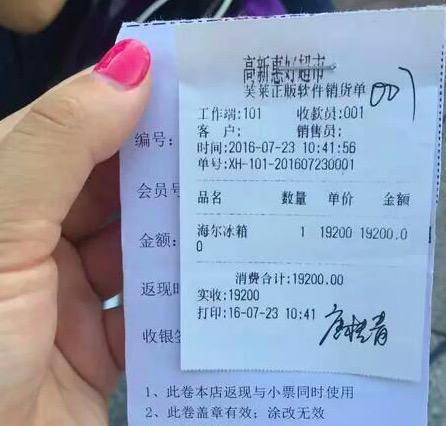 高新惠好超市
吴莱正版软件销货单
001
工作端:101 收款员:001
客 户: 销售员:
时间:2016-07-23 10:41:56
单号:XH-101-201607230001
品名 数量 单价 金额
海尔冰箱 1 19200 19200.0
0
消费合计:19200.00
实收:19200
打印:16-07-23 10:41
编号:
会员号
金额:
返现时
收银签
1、此卷本店返现与小票同时使用
2、此卷盖章有效；涂改无效